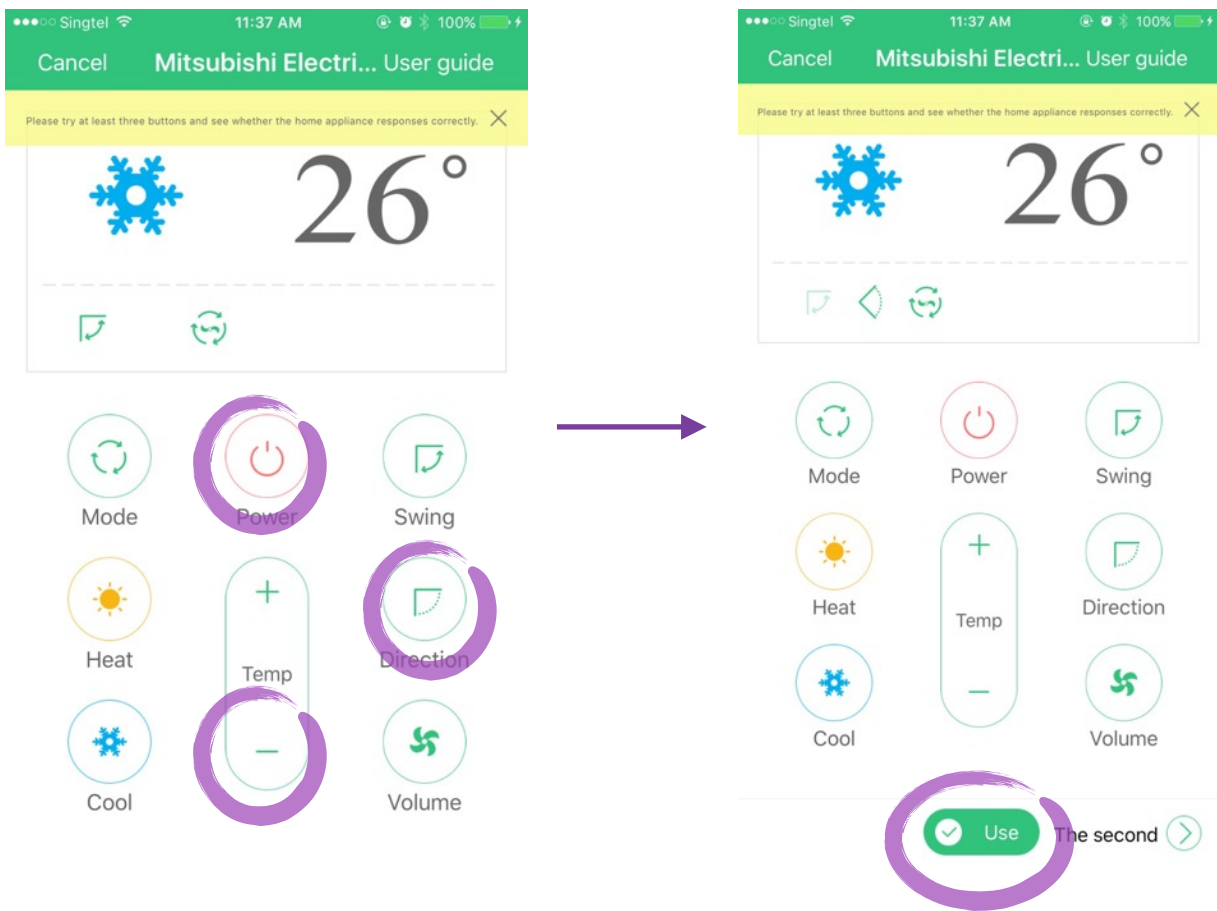 Singtel 11:37 AM 100%
Cancel Mitsubishi Electri... User guide
Please try at least three buttons and see whether the home appliance responses correctly.
26°
Mode Power Swing
Heat Temp Direction
Cool Volume
Singtel 11:37 AM 100%
Cancel Mitsubishi Electri... User guide
Please try at least three buttons and see whether the home appliance responses correctly.
26°
Mode Power Swing
Heat Temp Direction
Cool Volume
Use The second